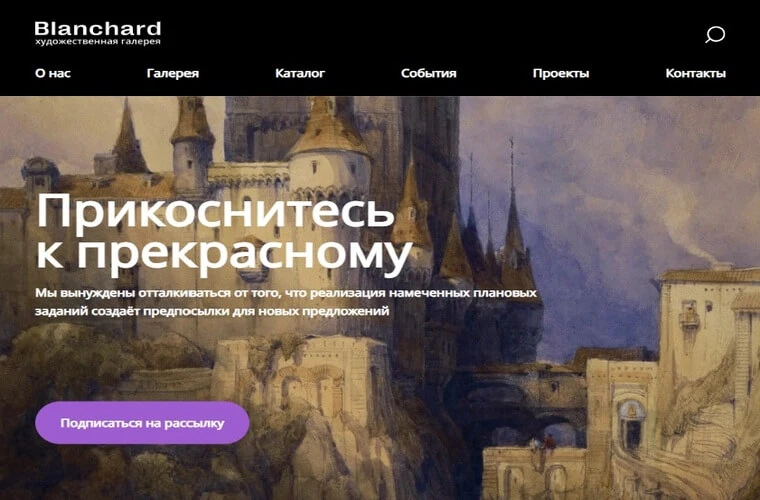 Blanchard
художественная галерея
О нас Галерея Каталог События Проекты Контакты
Прикоснитесь
к прекрасному
Мы вынуждены отталкиваться от того, что реализация намеченных плановых
заданий создаёт предпосылки для новых предложений
Подписаться на рассылку